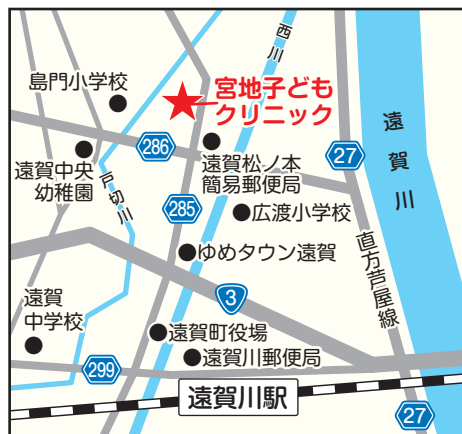 西川
島門小学校
宮地子ども
クリニック
遠賀川
286
遠賀中央
幼稚園
戸切川
遠賀松ノ本
簡易郵便局
27
285
広渡小学校
ゆめタウン遠賀
直方芦屋線
3
遠賀
中学校
遠賀町役場
遠賀川郵便局
299
遠賀川駅
27